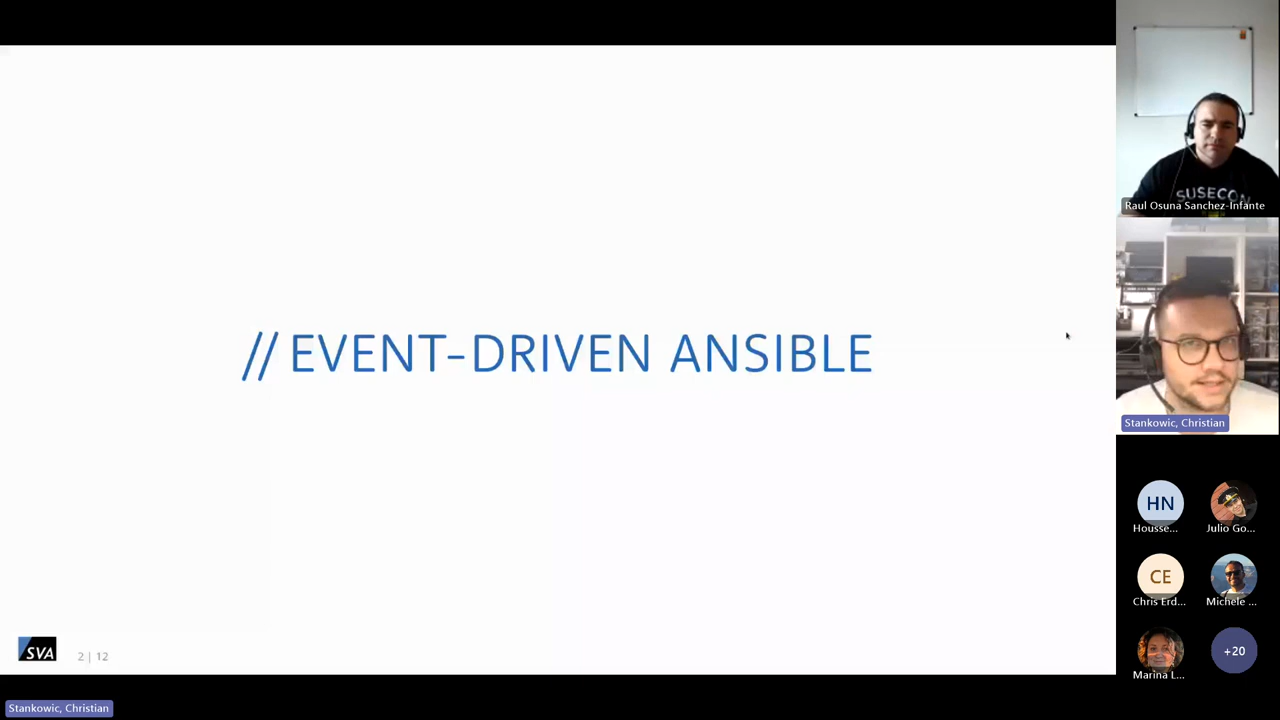 // EVENT-DRIVEN ANSIBLE
SVA
2 | 12
Stankowic, Christian
SUSECON
Raul Osuna Sanchez-Infante
Stankowic, Christian
HN
Housse...
Julio Go...
CE
Chris Erd...
Michele ...
Marina L...
+20